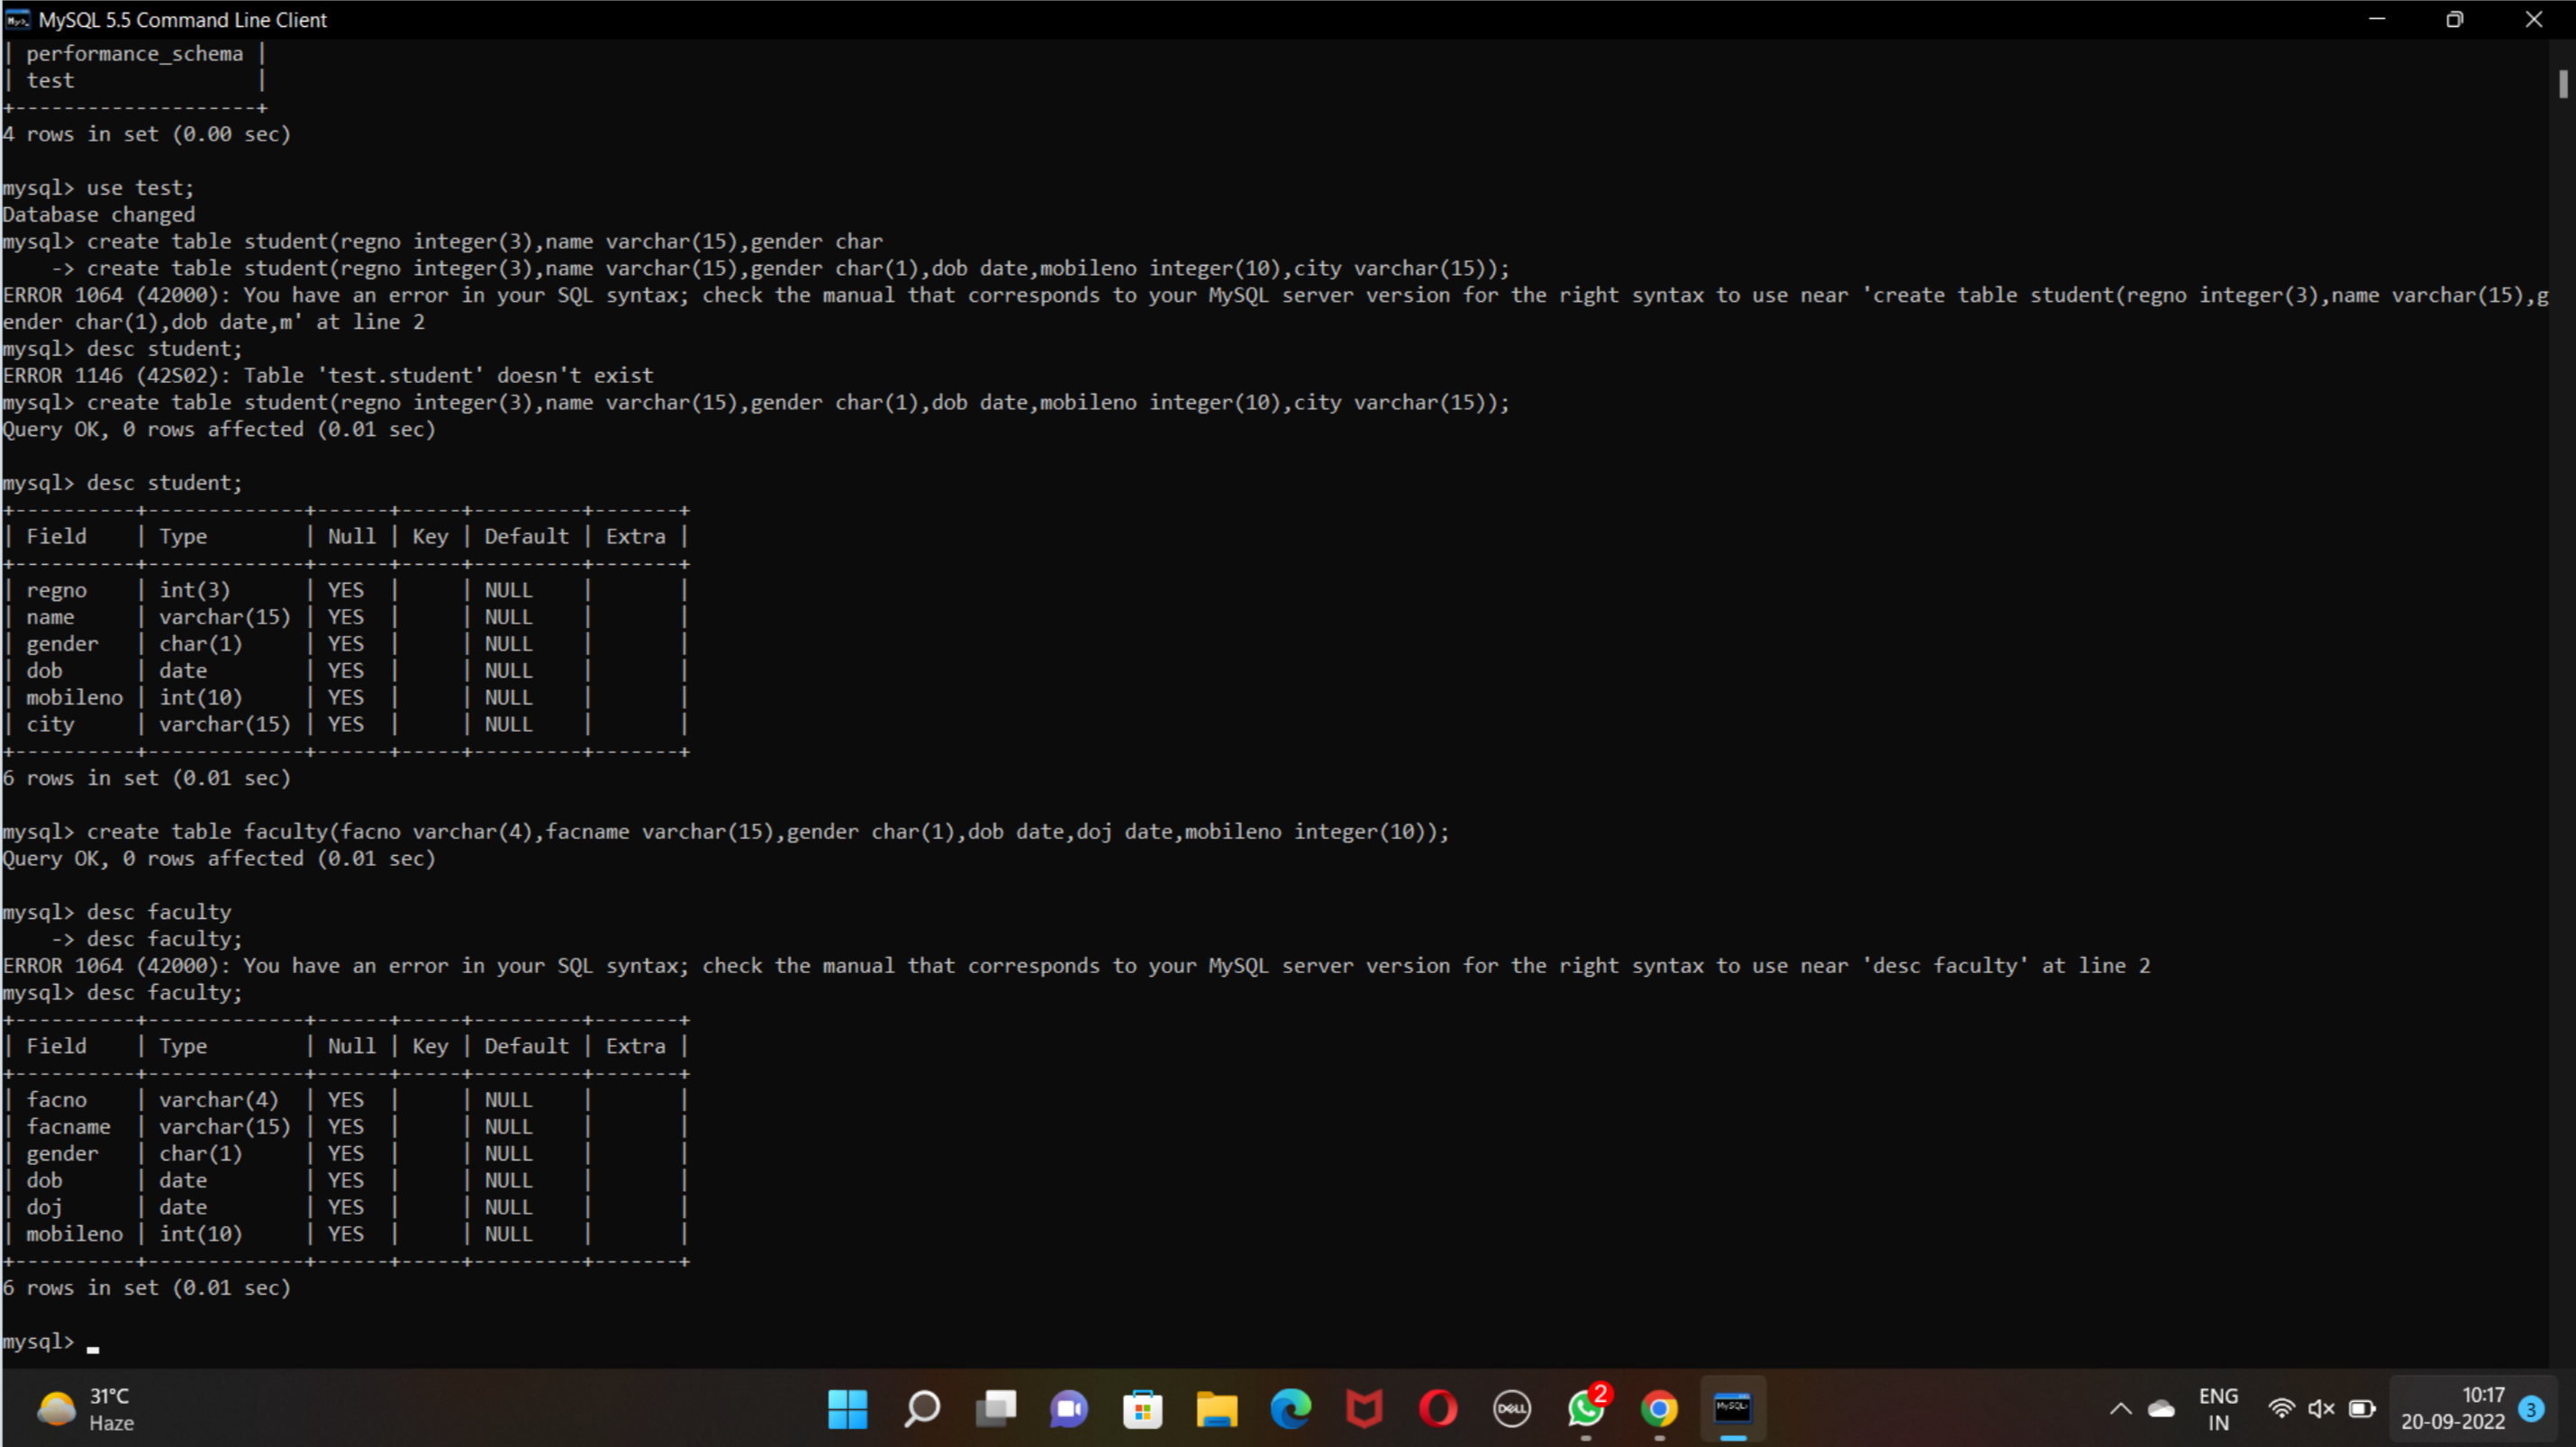 MySQL 5.5 Command Line Client
| performance_schema |
| test               |
+--------------------+
4 rows in set (0.00 sec)

mysql> use test;
Database changed
mysql> create table student(regno integer(3),name varchar(15),gender char
    -> create table student(regno integer(3),name varchar(15),gender char(1),dob date,mobileno integer(10),city varchar(15));
ERROR 1064 (42000): You have an error in your SQL syntax; check the manual that corresponds to your MySQL server version for the right syntax to use near 'create table student(regno integer(3),name varchar(15),g
ender char(1),dob date,m' at line 2
mysql> desc student;
ERROR 1146 (42S02): Table 'test.student' doesn't exist
mysql> create table student(regno integer(3),name varchar(15),gender char(1),dob date,mobileno integer(10),city varchar(15));
Query OK, 0 rows affected (0.01 sec)

mysql> desc student;
+----------+-------------+------+-----+---------+-------+
| Field    | Type        | Null | Key | Default | Extra |
+----------+-------------+------+-----+---------+-------+
| regno    | int(3)      | YES  |     | NULL    |       |
| name     | varchar(15) | YES  |     | NULL    |       |
| gender   | char(1)     | YES  |     | NULL    |       |
| dob      | date        | YES  |     | NULL    |       |
| mobileno | int(10)     | YES  |     | NULL    |       |
| city     | varchar(15) | YES  |     | NULL    |       |
+----------+-------------+------+-----+---------+-------+
6 rows in set (0.01 sec)

mysql> create table faculty(facno varchar(4),facname varchar(15),gender char(1),dob date,doj date,mobileno integer(10));
Query OK, 0 rows affected (0.01 sec)

mysql> desc faculty
    -> desc faculty;
ERROR 1064 (42000): You have an error in your SQL syntax; check the manual that corresponds to your MySQL server version for the right syntax to use near 'desc faculty' at line 2
mysql> desc faculty;
+----------+-------------+------+-----+---------+-------+
| Field    | Type        | Null | Key | Default | Extra |
+----------+-------------+------+-----+---------+-------+
| facno    | varchar(4)  | YES  |     | NULL    |       |
| facname  | varchar(15) | YES  |     | NULL    |       |
| gender   | char(1)     | YES  |     | NULL    |       |
| dob      | date        | YES  |     | NULL    |       |
| doj      | date        | YES  |     | NULL    |       |
| mobileno | int(10)     | YES  |     | NULL    |       |
+----------+-------------+------+-----+---------+-------+
6 rows in set (0.01 sec)

mysql>
31°C
Haze
DELL
2
MySQL
ENG
IN
10:17
20-09-2022
3